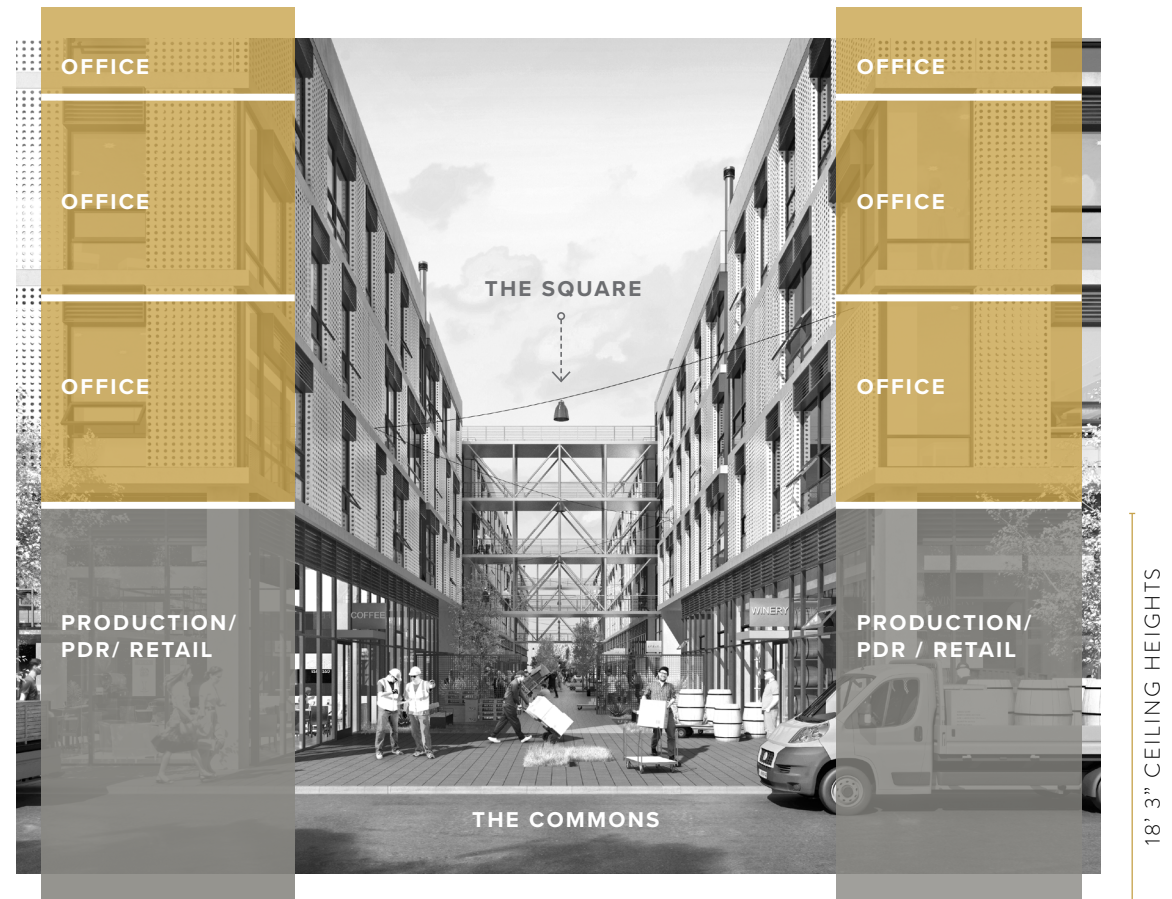 OFFICE
OFFICE
OFFICE
OFFICE
THE SQUARE
OFFICE
OFFICE
COFFEE
WINERY
PRODUCTION/
PDR/ RETAIL
PRODUCTION/
PDR / RETAIL
THE COMMONS
18’ 3” CEILING HEIGHTS